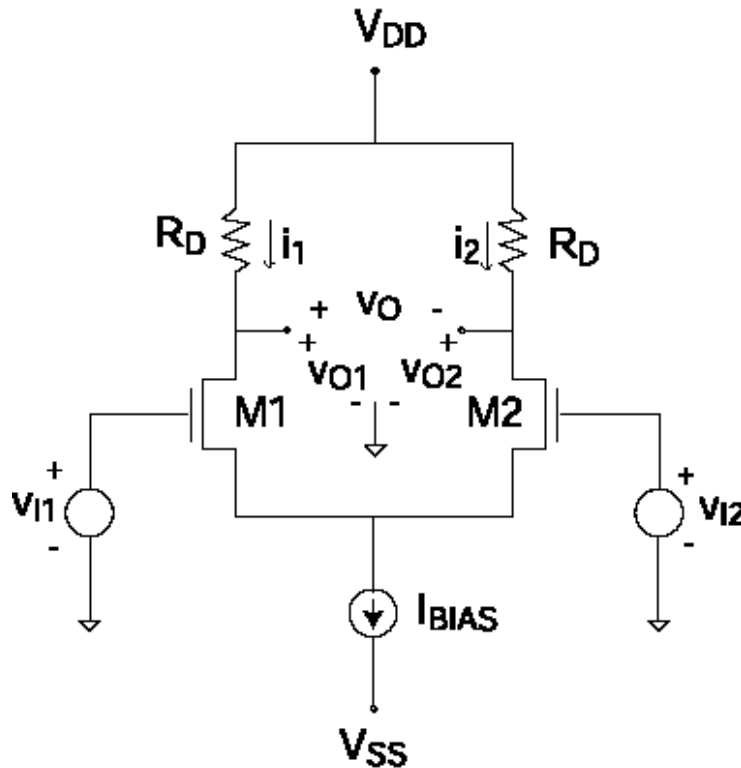 VDD
RD i1 i2 RD
+ vO -
+ +
vO1 vO2
M1 - - M2
+ +
vI1 vI2
- -
IBIAS
VSS